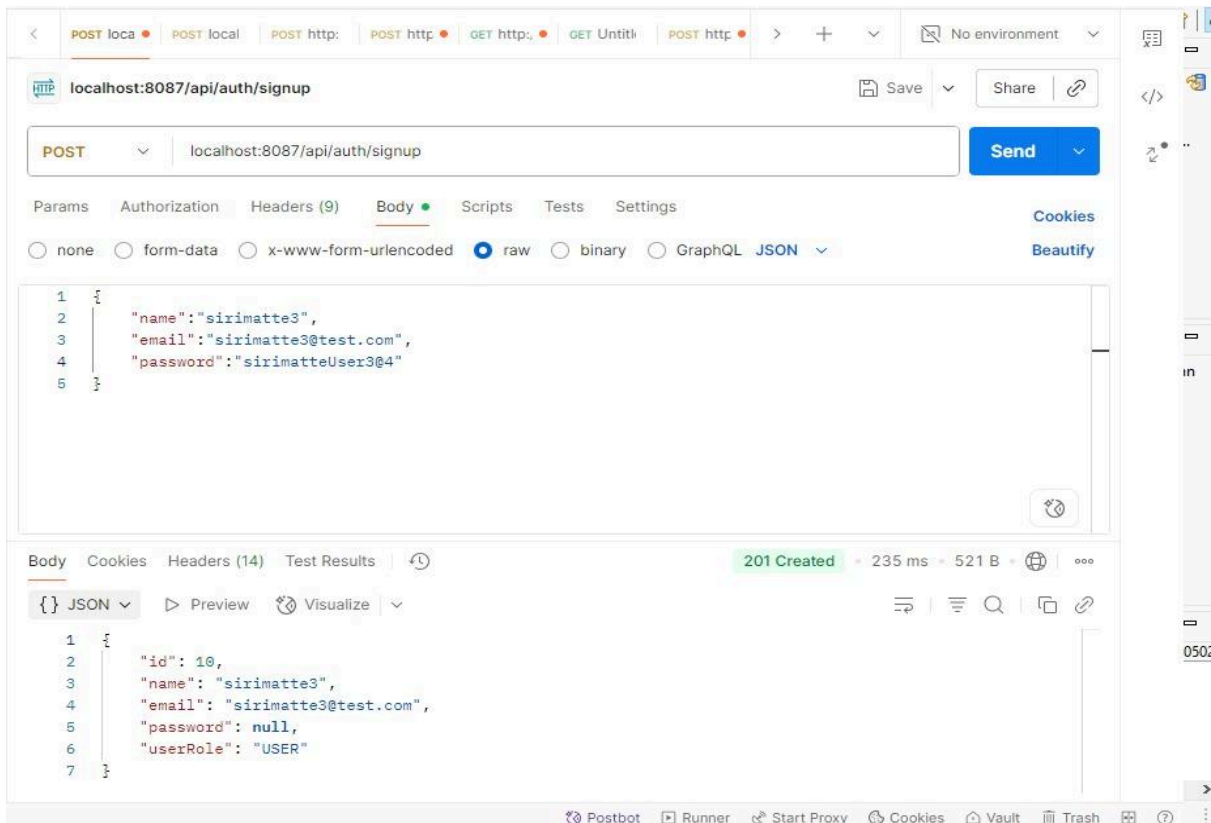 POST loca POST local POST http: POST http GET http:, GET Untitl POST http No environment
HTTP localhost:8087/api/auth/signup Save Share
POST localhost:8087/api/auth/signup Send
Params Authorization Headers (9) Body Scripts Tests Settings Cookies
none form-data x-www-form-urlencoded raw binary GraphQL JSON Beautify
1 {
2 "name":"sirimatte3",
3 "email":"sirimatte3@test.com",
4 "password":"sirimatteUser3@4"
5 }
Body Cookies Headers (14) Test Results 201 Created 235 ms 521 B
{} JSON Preview Visualize
1 {
2 "id": 10,
3 "name": "sirimatte3",
4 "email": "sirimatte3@test.com",
5 "password": null,
6 "userRole": "USER"
7 }
Postbot Runner Start Proxy Cookies Vault Trash
0502